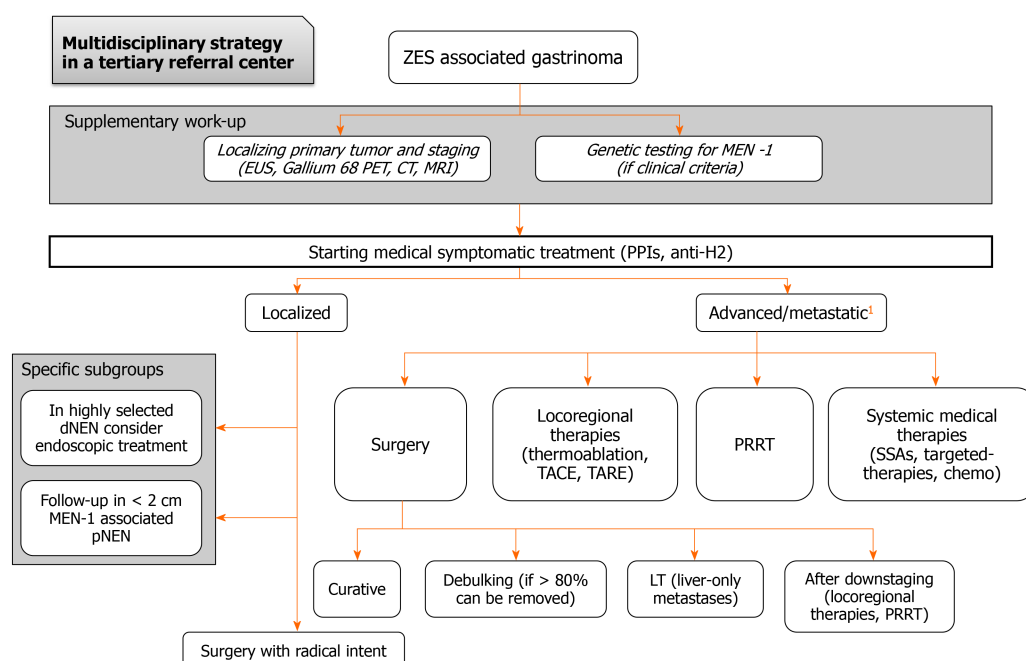 Multidisciplinary strategy
in a tertiary referral center
ZES associated gastrinoma
Supplementary work-up
Localizing primary tumor and staging
(EUS, Gallium 68 PET, CT, MRI)
Genetic testing for MEN -1
(if clinical criteria)
Starting medical symptomatic treatment (PPIs, anti-H2)
Localized
Advanced/metastatic1
Specific subgroups
In highly selected
dNEN consider
endoscopic treatment
Follow-up in < 2 cm
MEN-1 associated
pNEN
Surgery
Locoregional
therapies
(thermoablation,
TACE, TARE)
PRRT
Systemic medical
therapies
(SSAs, targeted-
therapies, chemo)
Curative
Debulking (if > 80%
can be removed)
LT (liver-only
metastases)
After downstaging
(locoregional
therapies, PRRT)
Surgery with radical intent